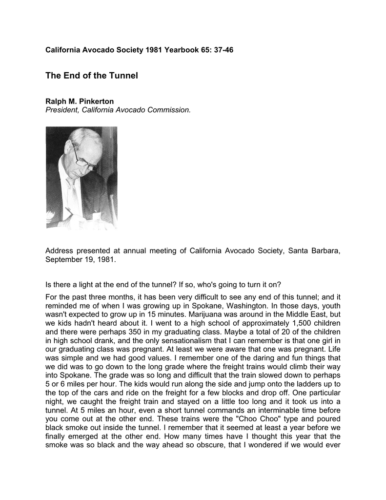 California Avocado Society 1981 Yearbook 65: 37-46
The End of the Tunnel
Ralph M. Pinkerton
President, California Avocado Commission.
Address presented at annual meeting of California Avocado Society, Santa Barbara,
September 19, 1981.
Is there a light at the end of the tunnel? If so, who's going to turn it on?
For the past three months, it has been very difficult to see any end of this tunnel; and it
reminded me of when I was growing up in Spokane, Washington. In those days, youth
wasn't expected to grow up in 15 minutes. Marijuana was around in the Middle East, but
we kids hadn't heard about it. I went to a high school of approximately 1,500 children
and there were perhaps 350 in my graduating class. Maybe a total of 20 of the children
in high school drank, and the only sensationalism that I can remember is that one girl in
our graduating class was pregnant. At least we were aware that one was pregnant. Life
was simple and we had good values. I remember one of the daring and fun things that
we did was to go down to the long grade where the freight trains would climb their way
into Spokane. The grade was so long and difficult that the train slowed down to perhaps
5 or 6 miles per hour. The kids would run along the side and jump onto the ladders up to
the top of the cars and ride on the freight for a few blocks and drop off. One particular
night, we caught the freight train and stayed on a little too long and it took us into a
tunnel. At 5 miles an hour, even a short tunnel commands an interminable time before
you come out at the other end. These trains were the "Choo Choo" type and poured
black smoke out inside the tunnel. I remember that it seemed at least a year before we
finally emerged at the other end. How many times have I thought this year that the
smoke was so black and the way ahead so obscure, that I wondered if we would ever